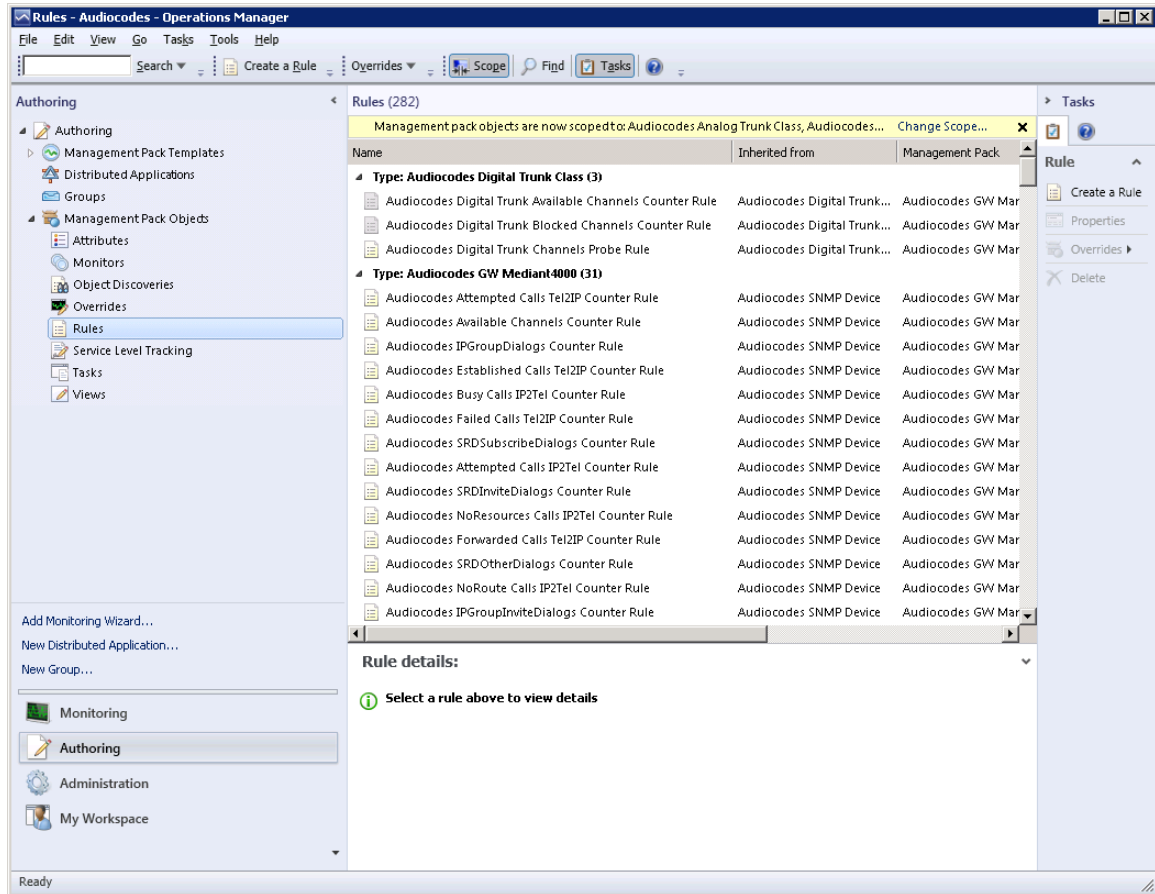 Rules - Audiocodes - Operations Manager
File Edit View Go Tasks Tools Help
Search Create a Rule Overrides Scope Find Tasks
Authoring
Authoring
Management Pack Templates
Distributed Applications
Groups
Management Pack Objects
Attributes
Monitors
Object Discoveries
Overrides
Rules
Service Level Tracking
Tasks
Views
Add Monitoring Wizard...
New Distributed Application...
New Group...
Monitoring
Authoring
Administration
My Workspace
Rules (282)
Management pack objects are now scoped to: Audiocodes Analog Trunk Class, Audiocodes... Change Scope...
Name Inherited from Management Pack
Type: Audiocodes Digital Trunk Class (3)
Audiocodes Digital Trunk Available Channels Counter Rule Audiocodes Digital Trunk... Audiocodes GW Mar
Audiocodes Digital Trunk Blocked Channels Counter Rule Audiocodes Digital Trunk... Audiocodes GW Mar
Audiocodes Digital Trunk Channels Probe Rule Audiocodes Digital Trunk... Audiocodes GW Mar
Type: Audiocodes GW Mediant4000 (31)
Audiocodes Attempted Calls Tel2IP Counter Rule Audiocodes SNMP Device Audiocodes GW Mar
Audiocodes Available Channels Counter Rule Audiocodes SNMP Device Audiocodes GW Mar
Audiocodes IPGroupDialogs Counter Rule Audiocodes SNMP Device Audiocodes GW Mar
Audiocodes Established Calls Tel2IP Counter Rule Audiocodes SNMP Device Audiocodes GW Mar
Audiocodes Busy Calls IP2Tel Counter Rule Audiocodes SNMP Device Audiocodes GW Mar
Audiocodes Failed Calls Tel2IP Counter Rule Audiocodes SNMP Device Audiocodes GW Mar
Audiocodes SRDSubscribeDialogs Counter Rule Audiocodes SNMP Device Audiocodes GW Mar
Audiocodes Attempted Calls IP2Tel Counter Rule Audiocodes SNMP Device Audiocodes GW Mar
Audiocodes SRDInviteDialogs Counter Rule Audiocodes SNMP Device Audiocodes GW Mar
Audiocodes NoResources Calls IP2Tel Counter Rule Audiocodes SNMP Device Audiocodes GW Mar
Audiocodes Forwarded Calls Tel2IP Counter Rule Audiocodes SNMP Device Audiocodes GW Mar
Audiocodes SRDOtherDialogs Counter Rule Audiocodes SNMP Device Audiocodes GW Mar
Audiocodes NoRoute Calls IP2Tel Counter Rule Audiocodes SNMP Device Audiocodes GW Mar
Audiocodes IPGroupInviteDialogs Counter Rule Audiocodes SNMP Device Audiocodes GW Mar
Rule details:
Select a rule above to view details
Tasks
Rule
Create a Rule
Properties
Overrides
Delete
Ready